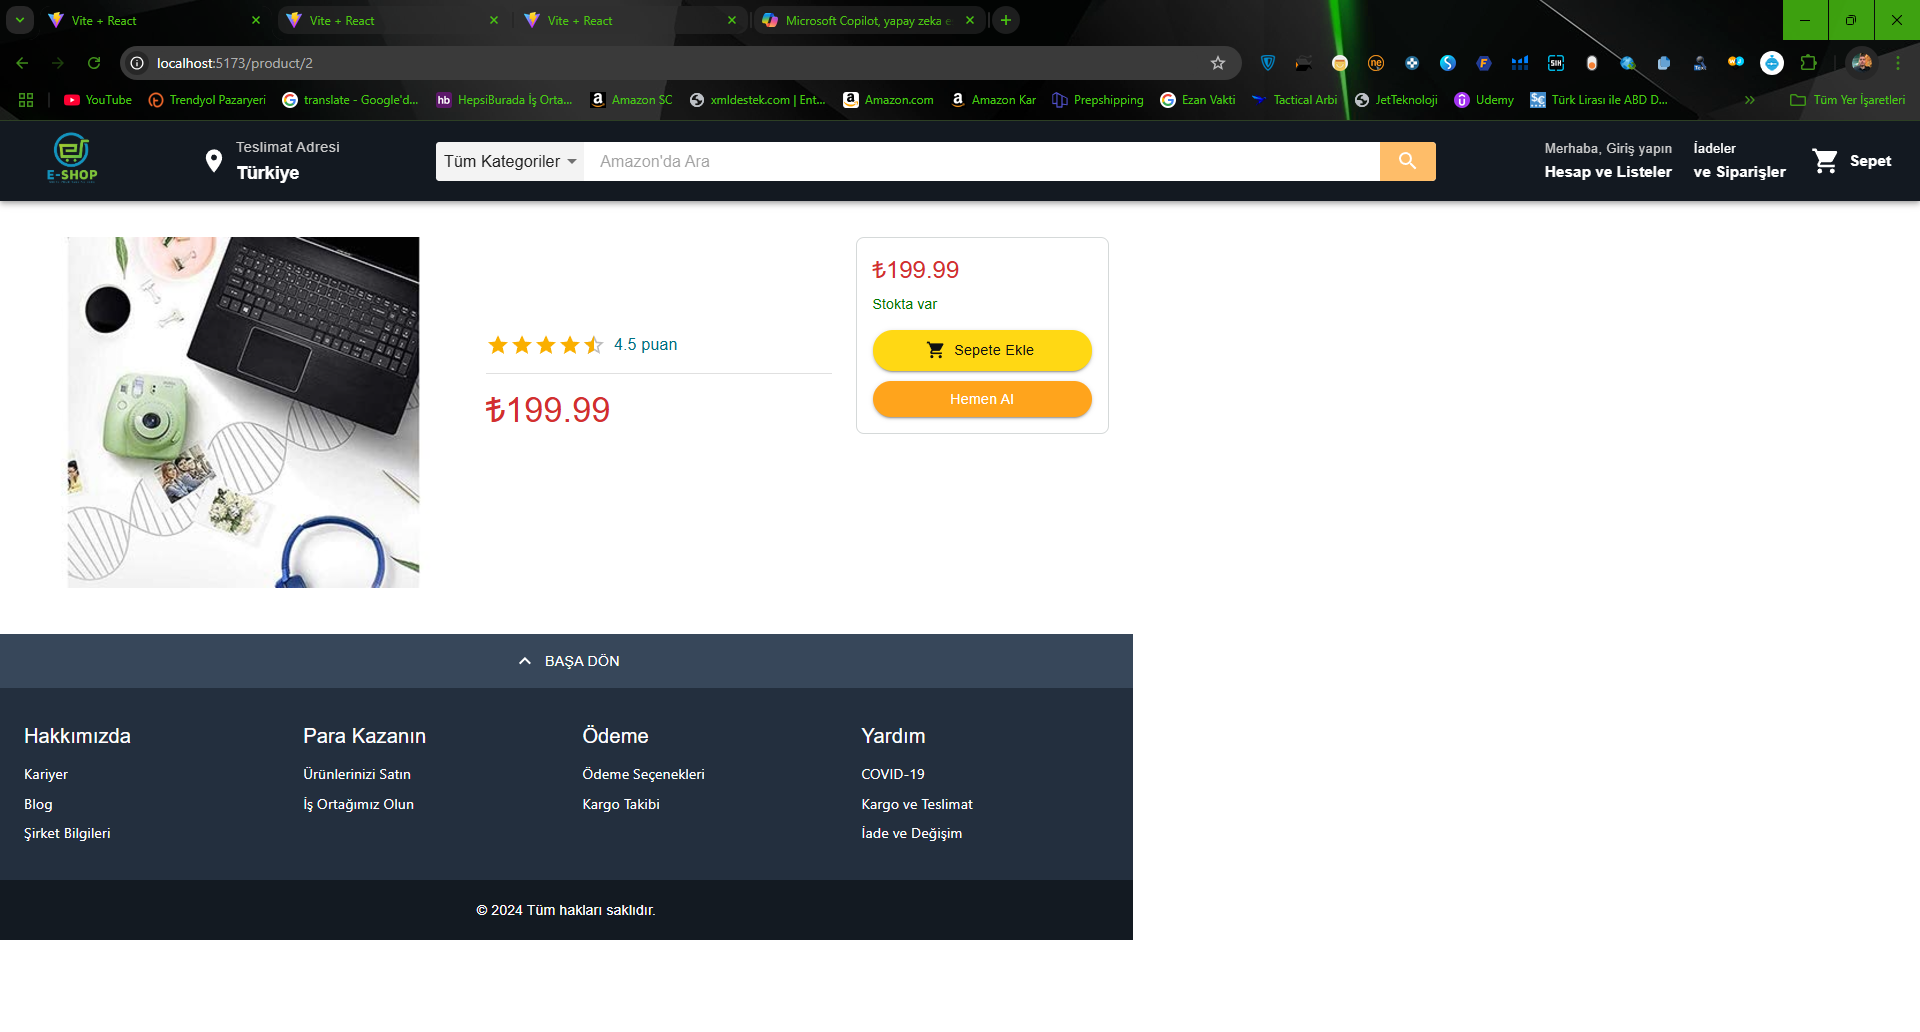 Vite + React
Vite + React
Vite + React
Microsoft Copilot, yapay zeka e
localhost:5173/product/2
YouTube
Trendyol Pazaryeri
translate - Google'd...
hb HepsiBurada İş Orta...
Amazon SC
xmldestek.com | Ent...
Amazon.com
Amazon Kar
Prepshipping
Ezan Vakti
Tactical Arbi
JetTeknoloji
Udemy
Türk Lirası ile ABD D...
Tüm Yer İşaretleri
E-SHOP
Teslimat Adresi
Türkiye
Tüm Kategoriler
Amazon'da Ara
Merhaba, Giriş yapın
Hesap ve Listeler
İadeler
ve Siparişler
Sepet
4.5 puan
₺199.99
₺199.99
Stokta var
Sepete Ekle
Hemen Al
BAŞA DÖN
Hakkımızda
Kariyer
Blog
Şirket Bilgileri
Para Kazanın
Ürünlerinizi Satın
İş Ortağımız Olun
Ödeme
Ödeme Seçenekleri
Kargo Takibi
Yardım
COVID-19
Kargo ve Teslimat
İade ve Değişim
© 2024 Tüm hakları saklıdır.